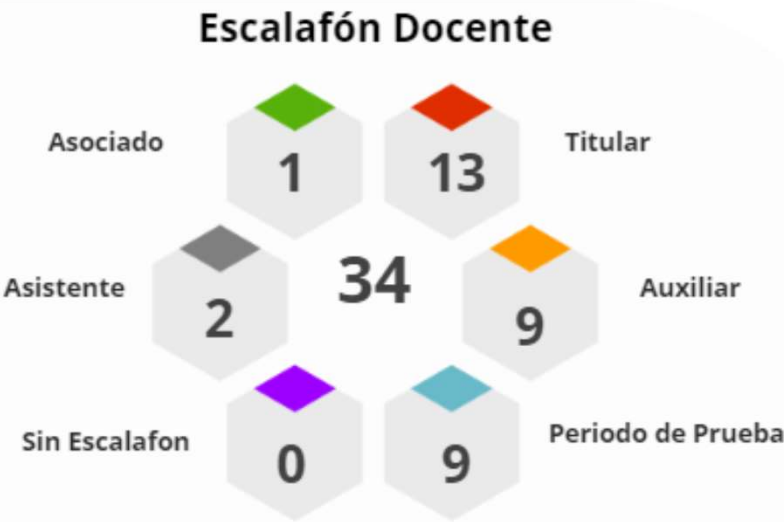 Escalafón Docente
Asociado
1
13
Titular
Asistente
2
34
9
Auxiliar
Sin Escalafon
0
9
Periodo de Prueba